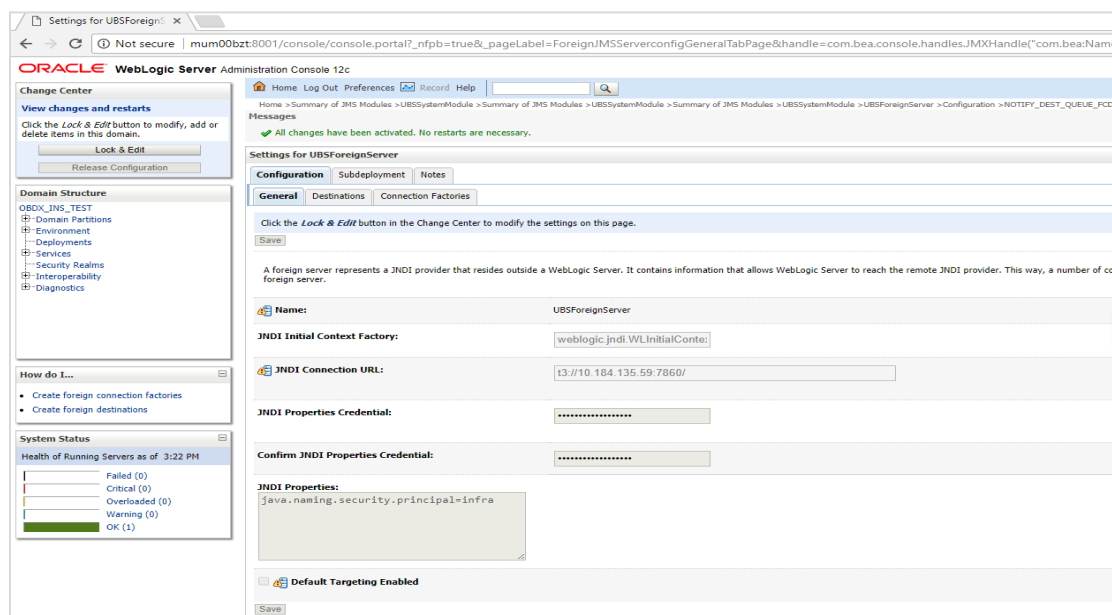 Settings for UBSForeignS
Not secure | mum00bzt:8001/console/console.portal?_nfpb=true&_pageLabel=ForeignJMSServerconfigGeneralTabPage&handle=com.bea.console.handles.JMXHandle("com.bea:Nam
ORACLE WebLogic Server Administration Console 12c
Change Center
View changes and restarts
Click the Lock & Edit button to modify, add or
delete items in this domain.
Lock & Edit
Release Configuration
Domain Structure
OBDX_INS_TEST
Domain Partitions
Environment
Deployments
Services
Security Realms
Interoperability
Diagnostics
How do I...
Create foreign connection factories
Create foreign destinations
System Status
Health of Running Servers as of 3:22 PM
Failed (0)
Critical (0)
Overloaded (0)
Warning (0)
OK (1)
Home Log Out Preferences Record Help
Home >Summary of JMS Modules >UBSSystemModule >Summary of JMS Modules >UBSSystemModule >Summary of JMS Modules >UBSSystemModule >UBSForeignServer >Configuration >NOTIFY_DEST_QUEUE_FCD
Messages
All changes have been activated. No restarts are necessary.
Settings for UBSForeignServer
Configuration Subdeployment Notes
General Destinations Connection Factories
Click the Lock & Edit button in the Change Center to modify the settings on this page.
Save
A foreign server represents a JNDI provider that resides outside a WebLogic Server. It contains information that allows WebLogic Server to reach the remote JNDI provider. This way, a number of co
foreign server.
Name: UBSForeignServer
JNDI Initial Context Factory: weblogic.jndi.WLInitialConte
JNDI Connection URL: t3://10.184.135.59:7860/
JNDI Properties Credential: ••••••••••••••••••
Confirm JNDI Properties Credential: ••••••••••••••••••
JNDI Properties:
java.naming.security.principal=infra
Default Targeting Enabled
Save